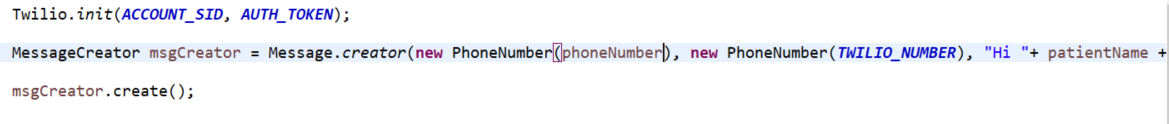 Twilio.init(ACCOUNT_SID, AUTH_TOKEN);
MessageCreator msgCreator = Message.creator(new PhoneNumber(phoneNumber), new PhoneNumber(TWILIO_NUMBER), "Hi "+ patientName +
msgCreator.create();